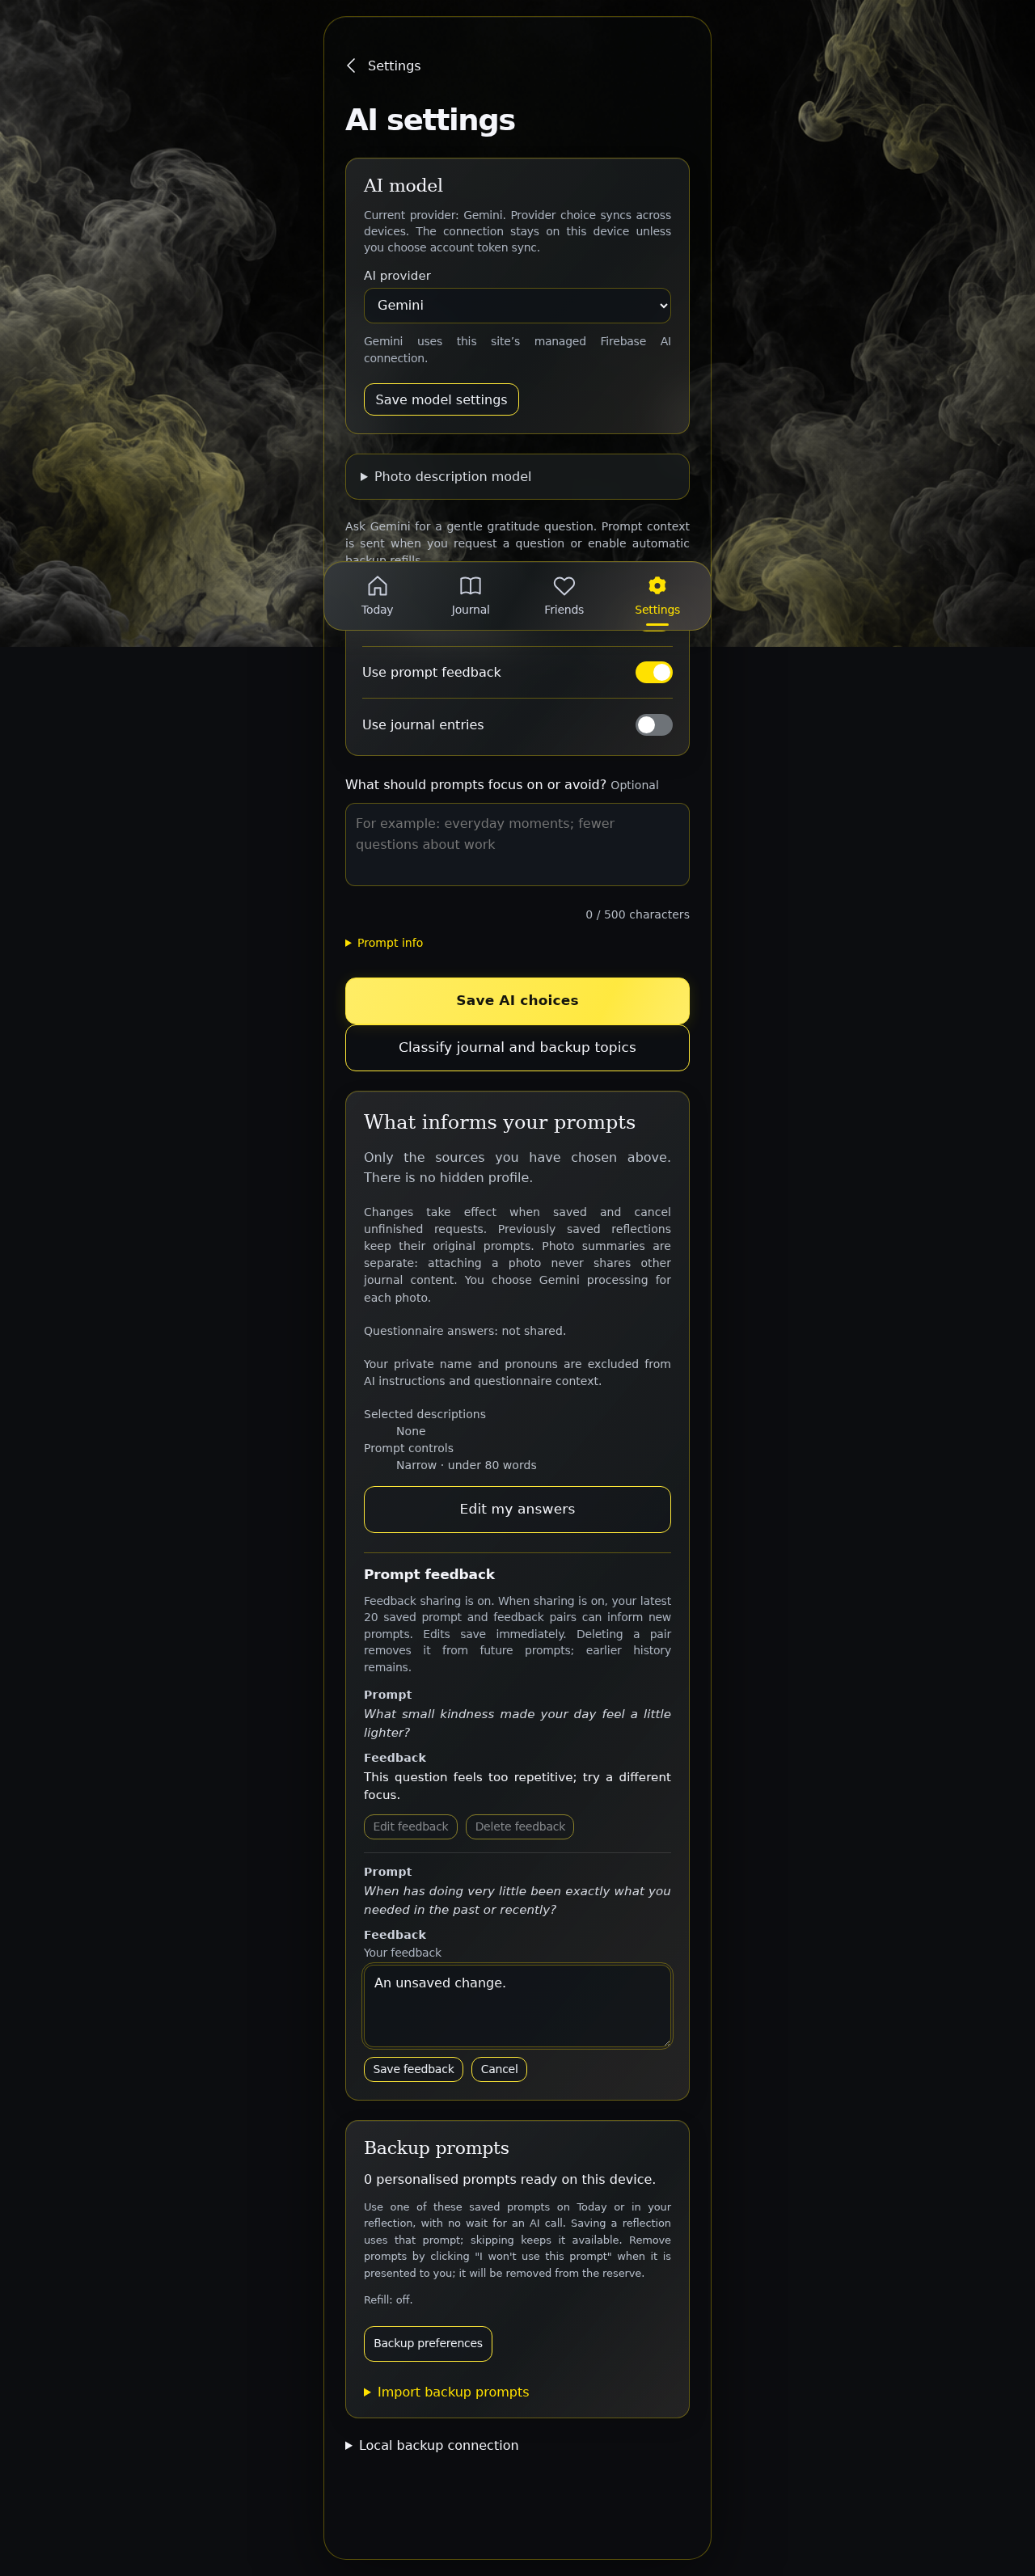 Settings
AI settings
AI model
Current provider: Gemini. Provider choice syncs across
devices. The connection stays on this device unless
you choose account token sync.
AI provider
Gemini
Gemini uses this site’s managed Firebase AI
connection.
Save model settings
Photo description model
Ask Gemini for a gentle gratitude question. Prompt context
is sent when you request a question or enable automatic
backup refills.
Today
Journal
Friends
Settings
Use prompt feedback
Use journal entries
What should prompts focus on or avoid? Optional
For example: everyday moments; fewer
questions about work
0 / 500 characters
Prompt info
Save AI choices
Classify journal and backup topics
What informs your prompts
Only the sources you have chosen above.
There is no hidden profile.
Changes take effect when saved and cancel
unfinished requests. Previously saved reflections
keep their original prompts. Photo summaries are
separate: attaching a photo never shares other
journal content. You choose Gemini processing for
each photo.
Questionnaire answers: not shared.
Your private name and pronouns are excluded from
AI instructions and questionnaire context.
Selected descriptions
None
Prompt controls
Narrow · under 80 words
Edit my answers
Prompt feedback
Feedback sharing is on. When sharing is on, your latest
20 saved prompt and feedback pairs can inform new
prompts. Edits save immediately. Deleting a pair
removes it from future prompts; earlier history
remains.
Prompt
What small kindness made your day feel a little
lighter?
Feedback
This question feels too repetitive; try a different
focus.
Edit feedback
Delete feedback
Prompt
When has doing very little been exactly what you
needed in the past or recently?
Feedback
Your feedback
An unsaved change.
Save feedback
Cancel
Backup prompts
0 personalised prompts ready on this device.
Use one of these saved prompts on Today or in your
reflection, with no wait for an AI call. Saving a reflection
uses that prompt; skipping keeps it available. Remove
prompts by clicking "I won't use this prompt" when it is
presented to you; it will be removed from the reserve.
Refill: off.
Backup preferences
Import backup prompts
Local backup connection